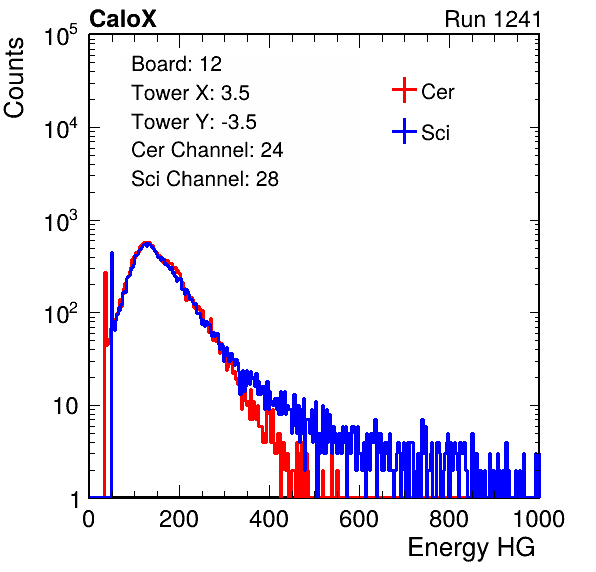 CaloX Run 1241
Counts
10^5
10^4
10^3
10^2
10
1
Board: 12
Tower X: 3.5
Tower Y: -3.5
Cer Channel: 24
Sci Channel: 28
Cer
Sci
0 200 400 600 800 1000
Energy HG